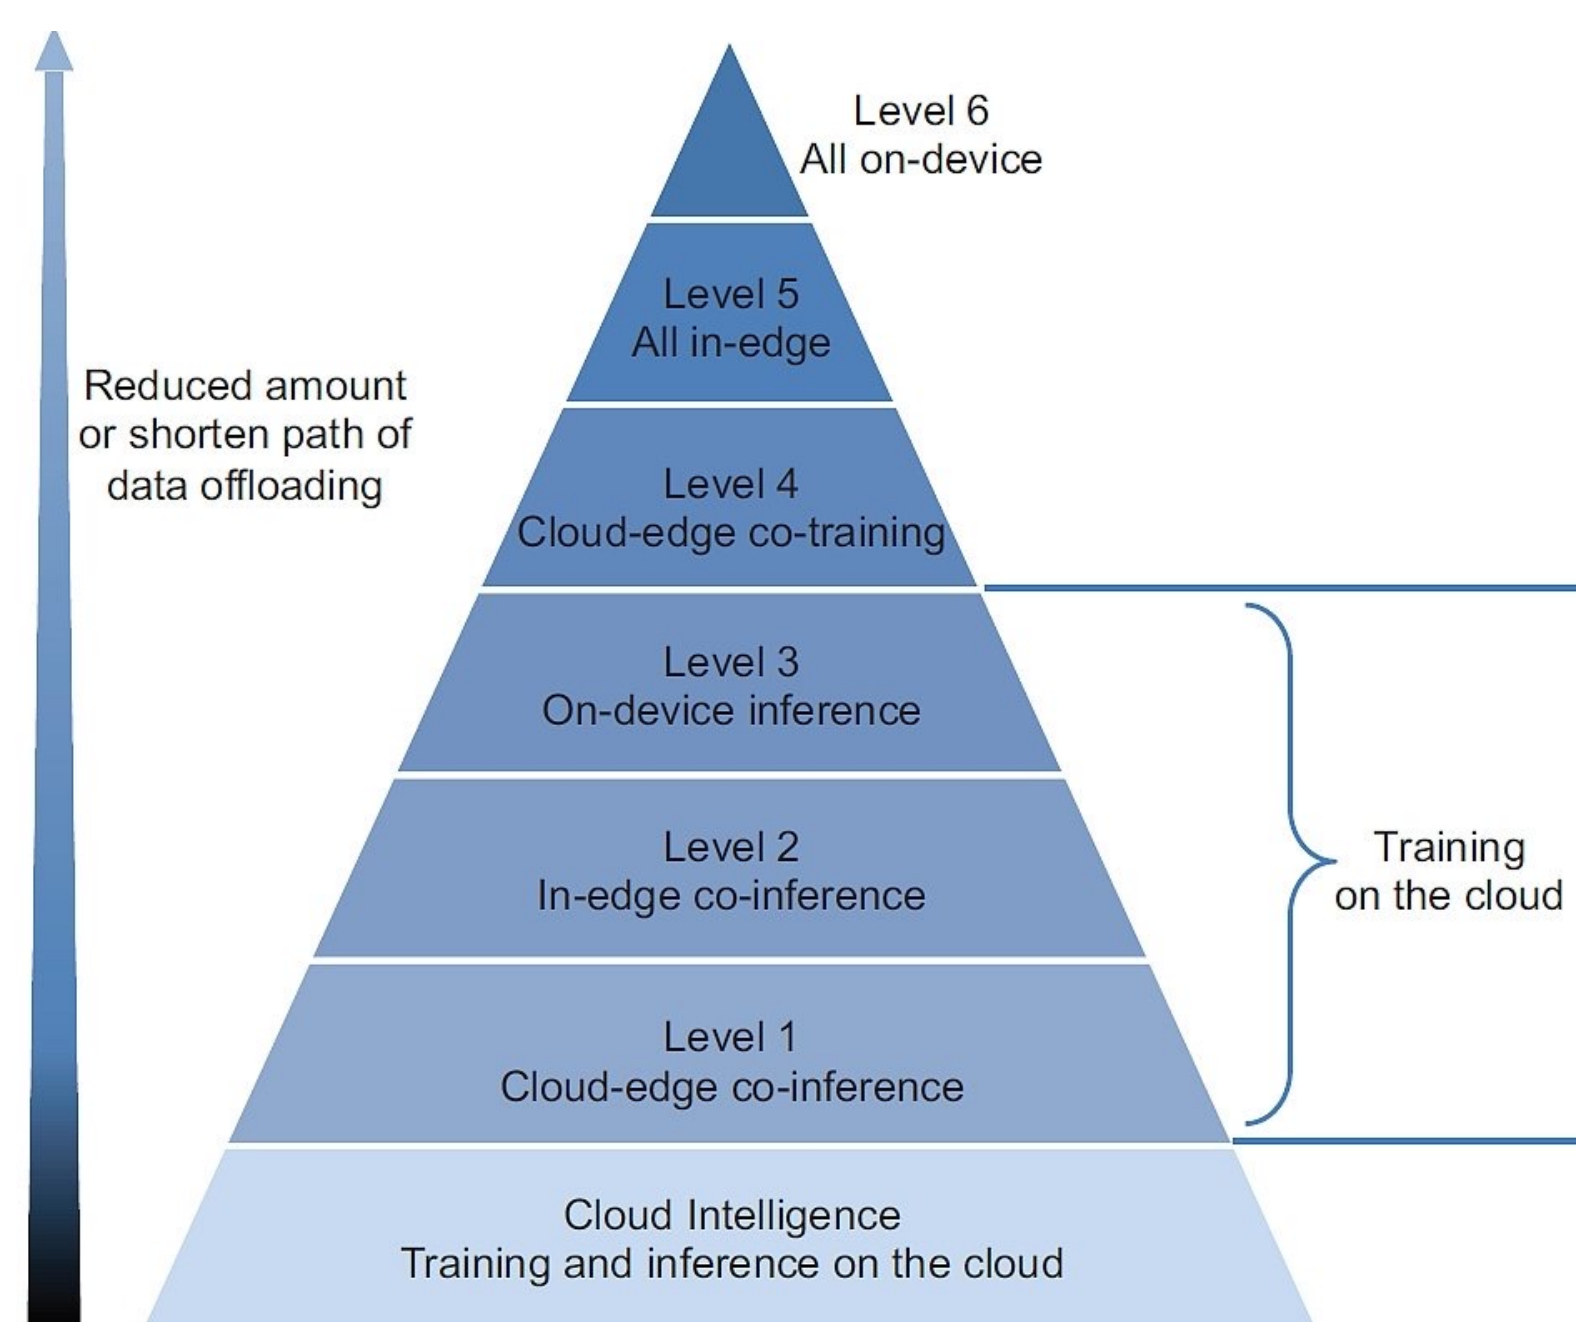 Level 6
All on-device
Level 5
All in-edge
Reduced amount
or shorten path of
data offloading
Level 4
Cloud-edge co-training
Level 3
On-device inference
Level 2
In-edge co-inference
Training
on the cloud
Level 1
Cloud-edge co-inference
Cloud Intelligence
Training and inference on the cloud